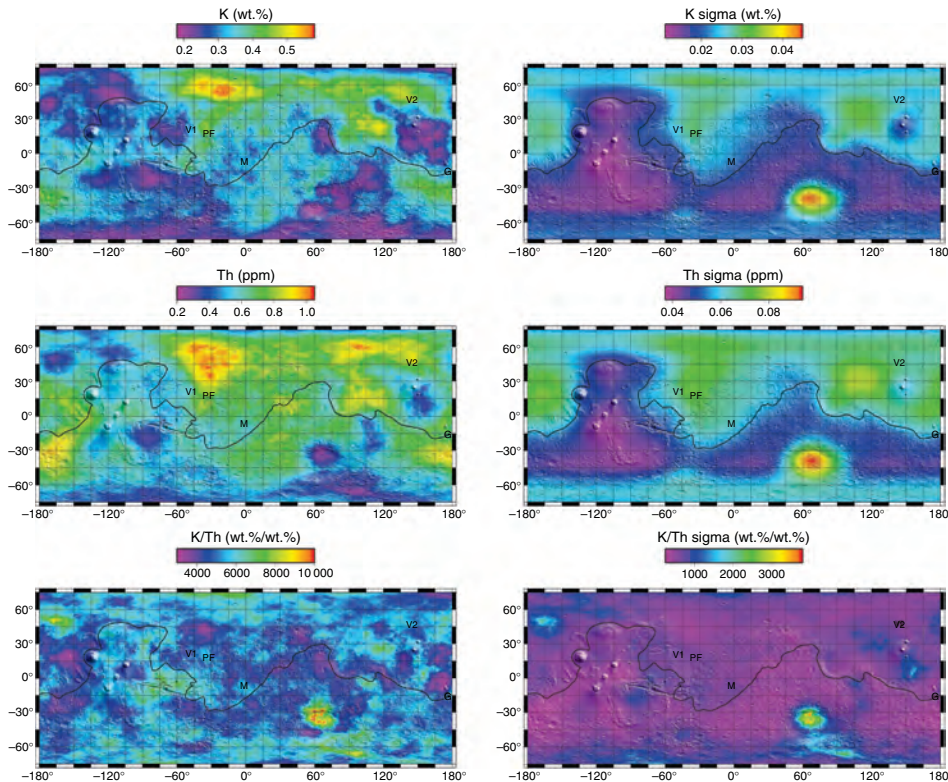 K (wt.%)
0.2 0.3 0.4 0.5
60°
30°
0°
−30°
−60°
V2
V1 PF
M
G
−180° −120° −60° 0° 60° 120° 180°
K sigma (wt.%)
0.02 0.03 0.04
60°
30°
0°
−30°
−60°
V2
V1 PF
M
G
−180° −120° −60° 0° 60° 120° 180°
Th (ppm)
0.2 0.4 0.6 0.8 1.0
60°
30°
0°
−30°
−60°
V2
V1 PF
M
G
−180° −120° −60° 0° 60° 120° 180°
Th sigma (ppm)
0.04 0.06 0.08
60°
30°
0°
−30°
−60°
V2
V1 PF
M
G
−180° −120° −60° 0° 60° 120° 180°
K/Th (wt.%/wt.%)
4000 6000 8000 10 000
60°
30°
0°
−30°
−60°
V2
V1 PF
M
G
−180° −120° −60° 0° 60° 120° 180°
K/Th sigma (wt.%/wt.%)
1000 2000 3000
60°
30°
0°
−30°
−60°
V2
V1 PF
M
G
−180° −120° −60° 0° 60° 120° 180°